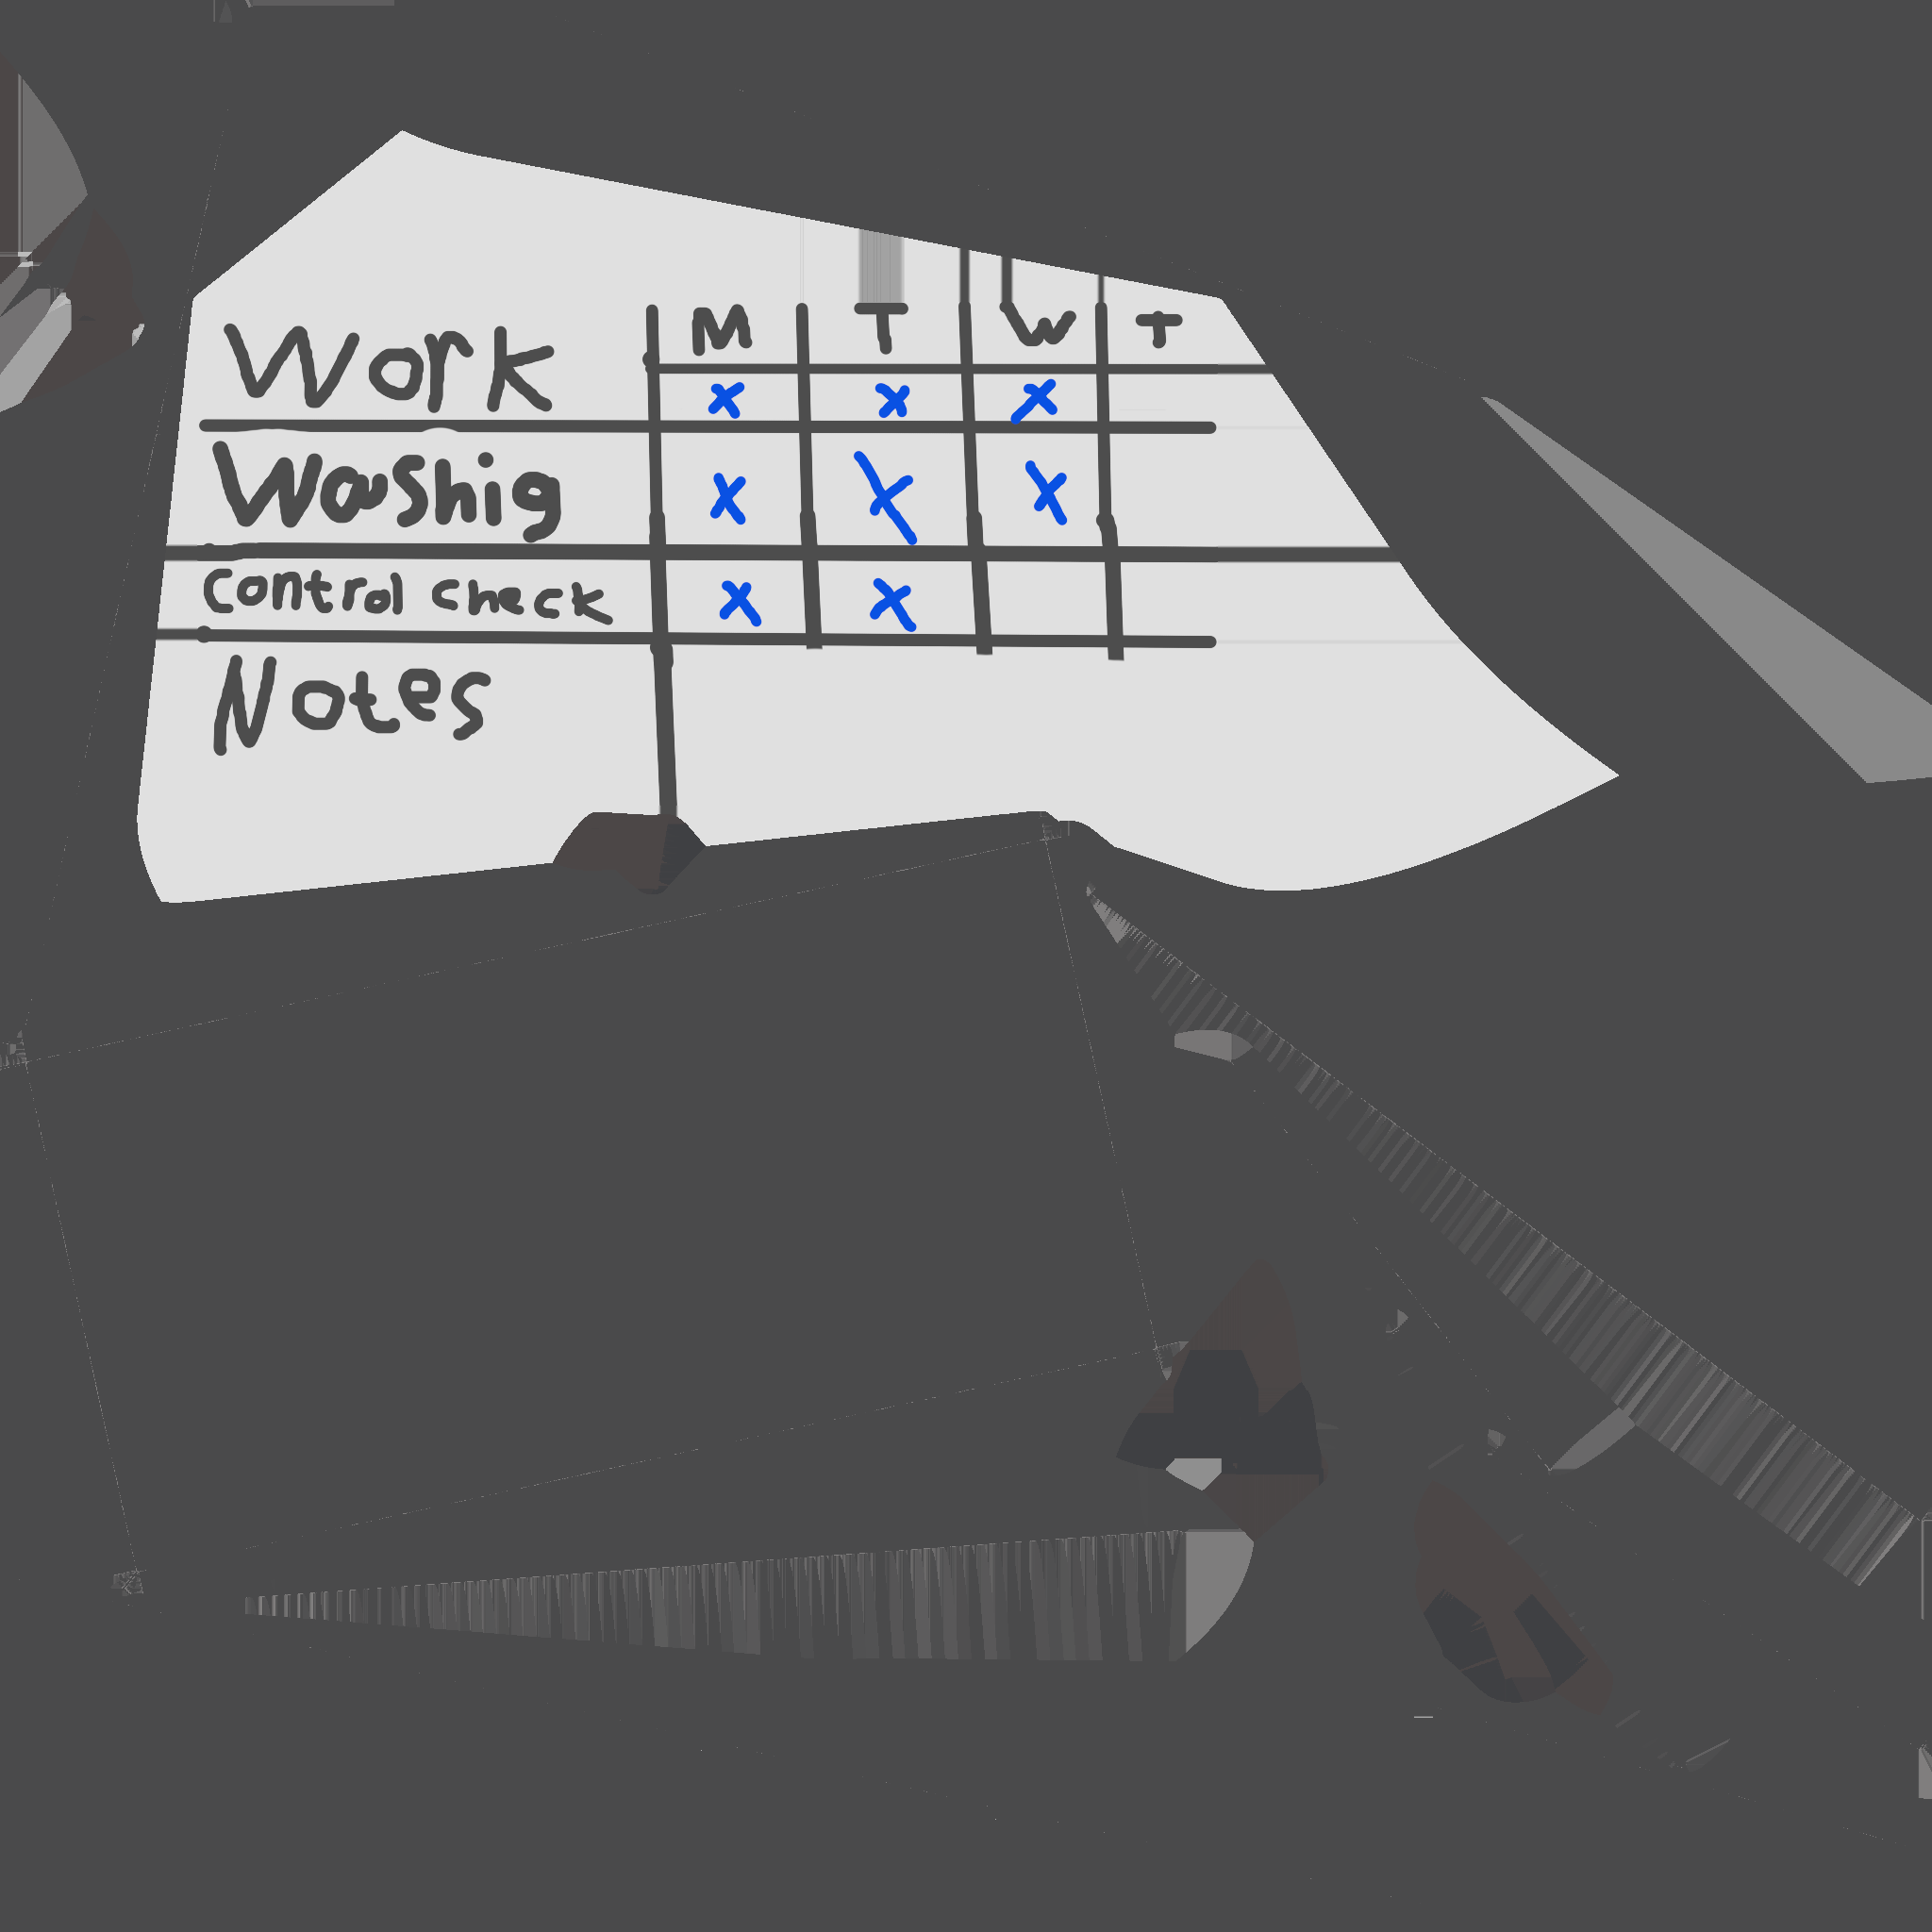 Work M T W T
x x x
Washig x x x
Control check x x
Notes